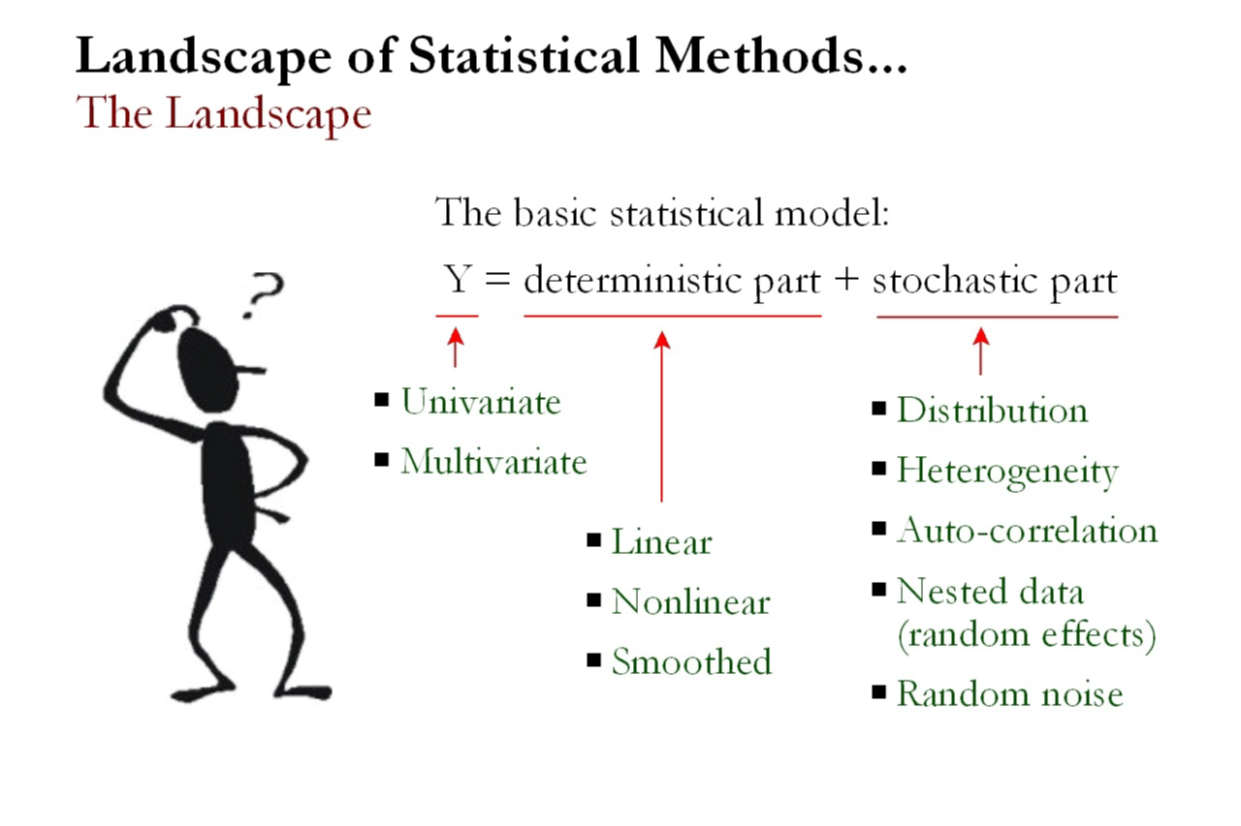 Landscape of Statistical Methods...
The Landscape
?
The basic statistical model:
Y = deterministic part + stochastic part
▪ Univariate
▪ Multivariate
▪ Linear
▪ Nonlinear
▪ Smoothed
▪ Distribution
▪ Heterogeneity
▪ Auto-correlation
▪ Nested data
(random effects)
▪ Random noise